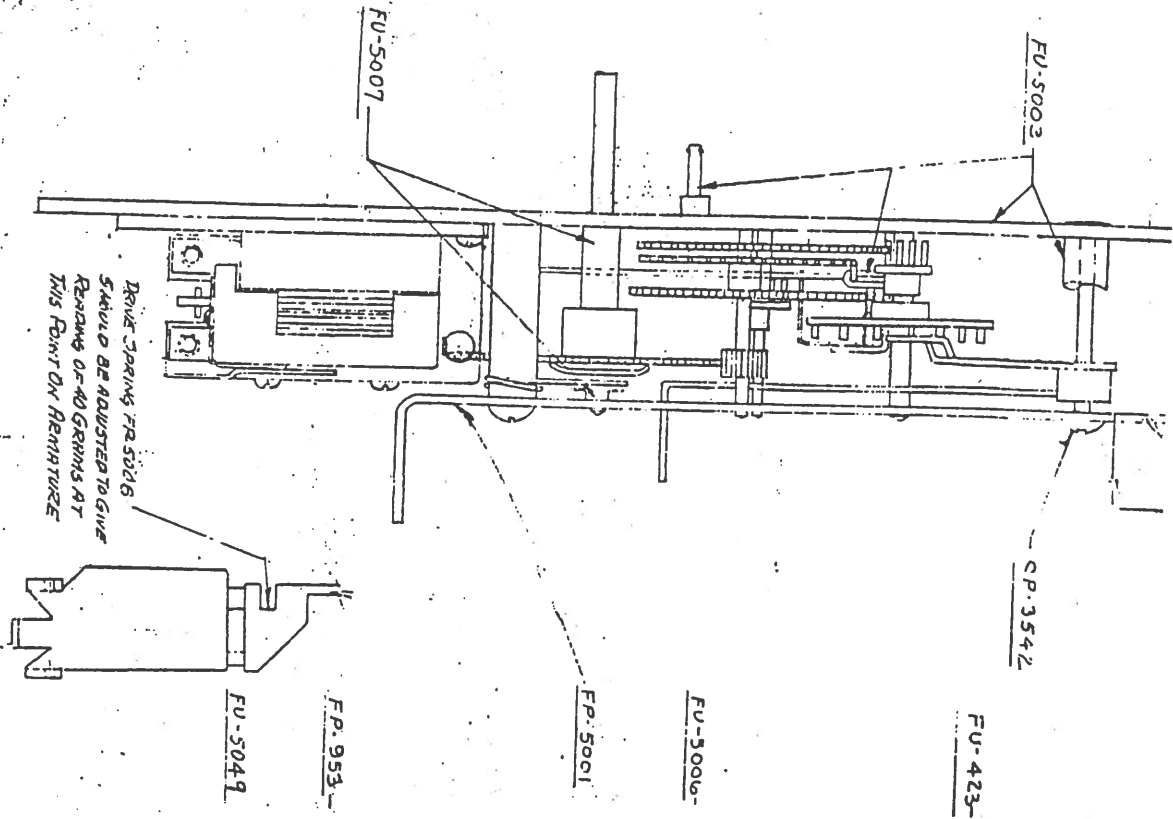 FU-5007
FU-5003
CP-3542
FU-423
FU-5006
FP-5001
FP-953
FU-5049
DRIVE SPRING FP.5006
SHOULD BE ADJUSTED TO GIVE
READING OF 40 GRAMS AT
THIS POINT ON ARMATURE